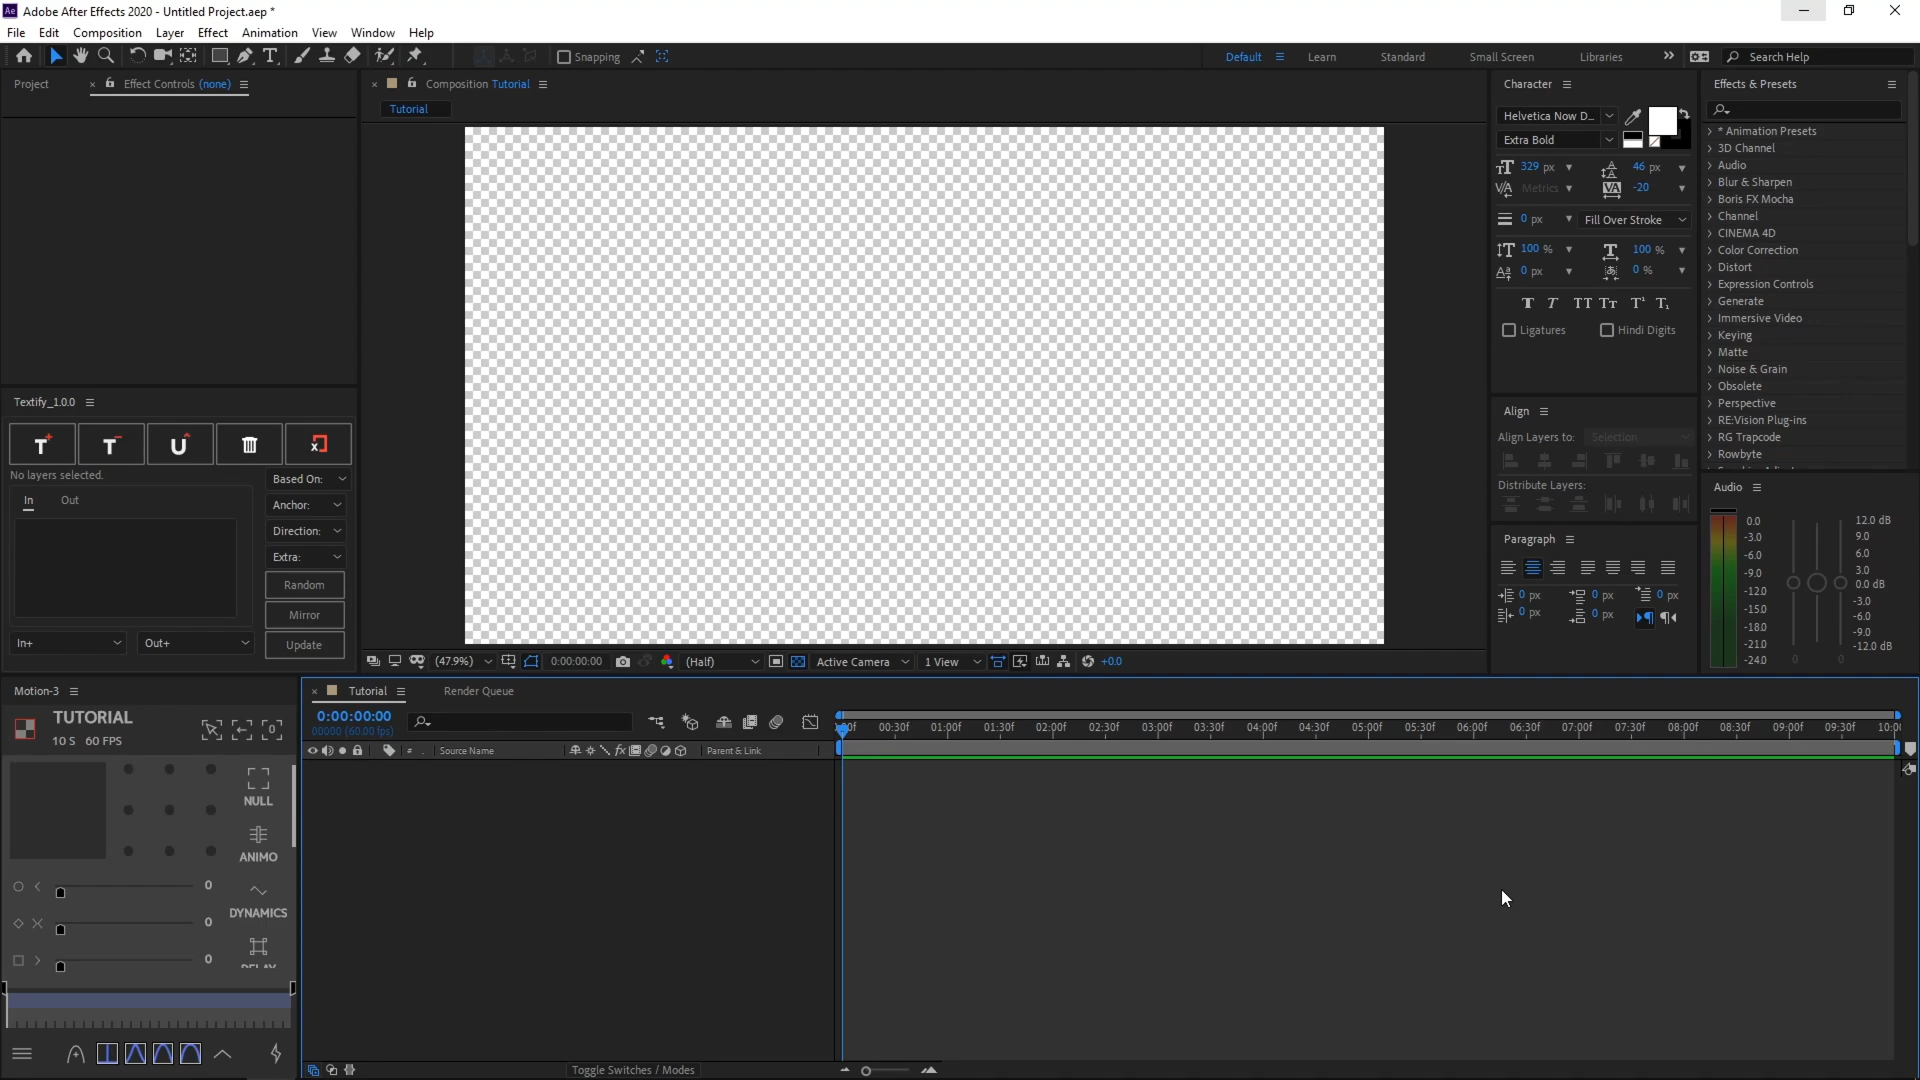 Ae Adobe After Effects 2020 - Untitled Project.aep *
File Edit Composition Layer Effect Animation View Window Help
Snapping
Default Learn Standard Small Screen Libraries » Search Help
Project × Effect Controls (none)
× Composition Tutorial
Tutorial
Character
Helvetica Now D...
Extra Bold
329 px 46 px
Metrics -20
0 px Fill Over Stroke
100 % 100 %
0 px 0 %
Ligatures Hindi Digits
Effects & Presets
* Animation Presets
3D Channel
Audio
Blur & Sharpen
Boris FX Mocha
Channel
CINEMA 4D
Color Correction
Distort
Expression Controls
Generate
Immersive Video
Keying
Matte
Noise & Grain
Obsolete
Perspective
RE:Vision Plug-ins
RG Trapcode
Rowbyte
Align
Align Layers to: Selection
Distribute Layers:
Paragraph
0 px 0 px 0 px
0 px 0 px
Audio
0.0 12.0 dB
-3.0 9.0
-6.0 6.0
-9.0 3.0
-12.0 0.0 dB
-15.0 -3.0
-18.0 -6.0
-21.0 -9.0
-24.0 0 0 -12.0 dB
Textify_1.0.0
No layers selected.
Based On:
In Out
Anchor:
Direction:
Extra:
Random
Mirror
In+ Out+ Update
(47.9%) 0:00:00:00 (Half) Active Camera 1 View +0.0
Motion-3
TUTORIAL
10 S 60 FPS
NULL
ANIMO
0
DYNAMICS
0
0
DELAY
× Tutorial Render Queue
0:00:00:00
00000 (60.00 fps)
# Source Name fx Parent & Link
00:30f 01:00f 01:30f 02:00f 02:30f 03:00f 03:30f 04:00f 04:30f 05:00f 05:30f 06:00f 06:30f 07:00f 07:30f 08:00f 08:30f 09:00f 09:30f
Toggle Switches / Modes